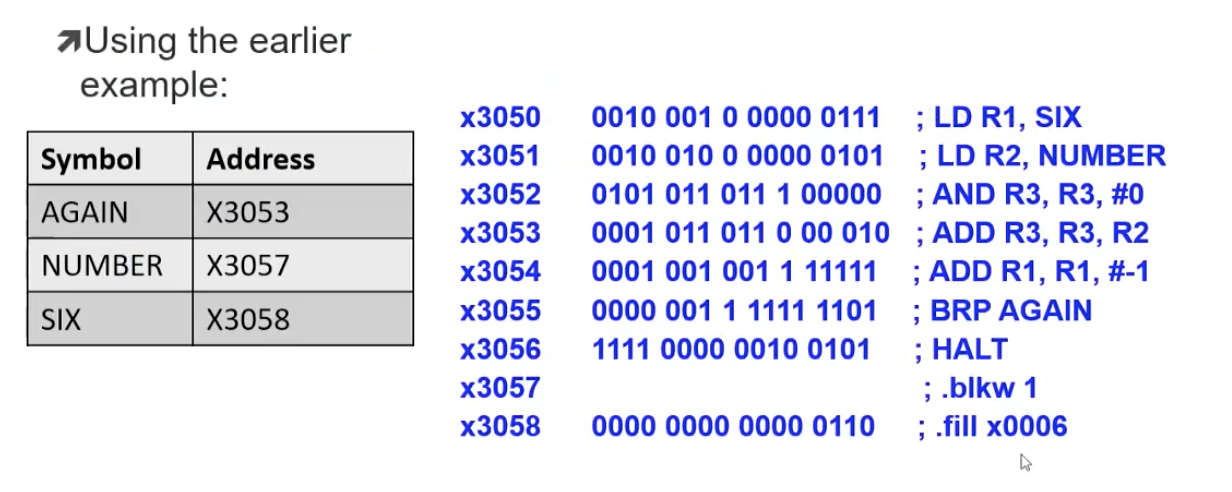 Using the earlier
example:
Symbol Address
AGAIN X3053
NUMBER X3057
SIX X3058
x3050 0010 001 0 0000 0111 ; LD R1, SIX
x3051 0010 010 0 0000 0101 ; LD R2, NUMBER
x3052 0101 011 011 1 00000 ; AND R3, R3, #0
x3053 0001 011 011 0 00 010 ; ADD R3, R3, R2
x3054 0001 001 001 1 11111 ; ADD R1, R1, #-1
x3055 0000 001 1 1111 1101 ; BRP AGAIN
x3056 1111 0000 0010 0101 ; HALT
x3057 ; .blkw 1
x3058 0000 0000 0000 0110 ; .fill x0006